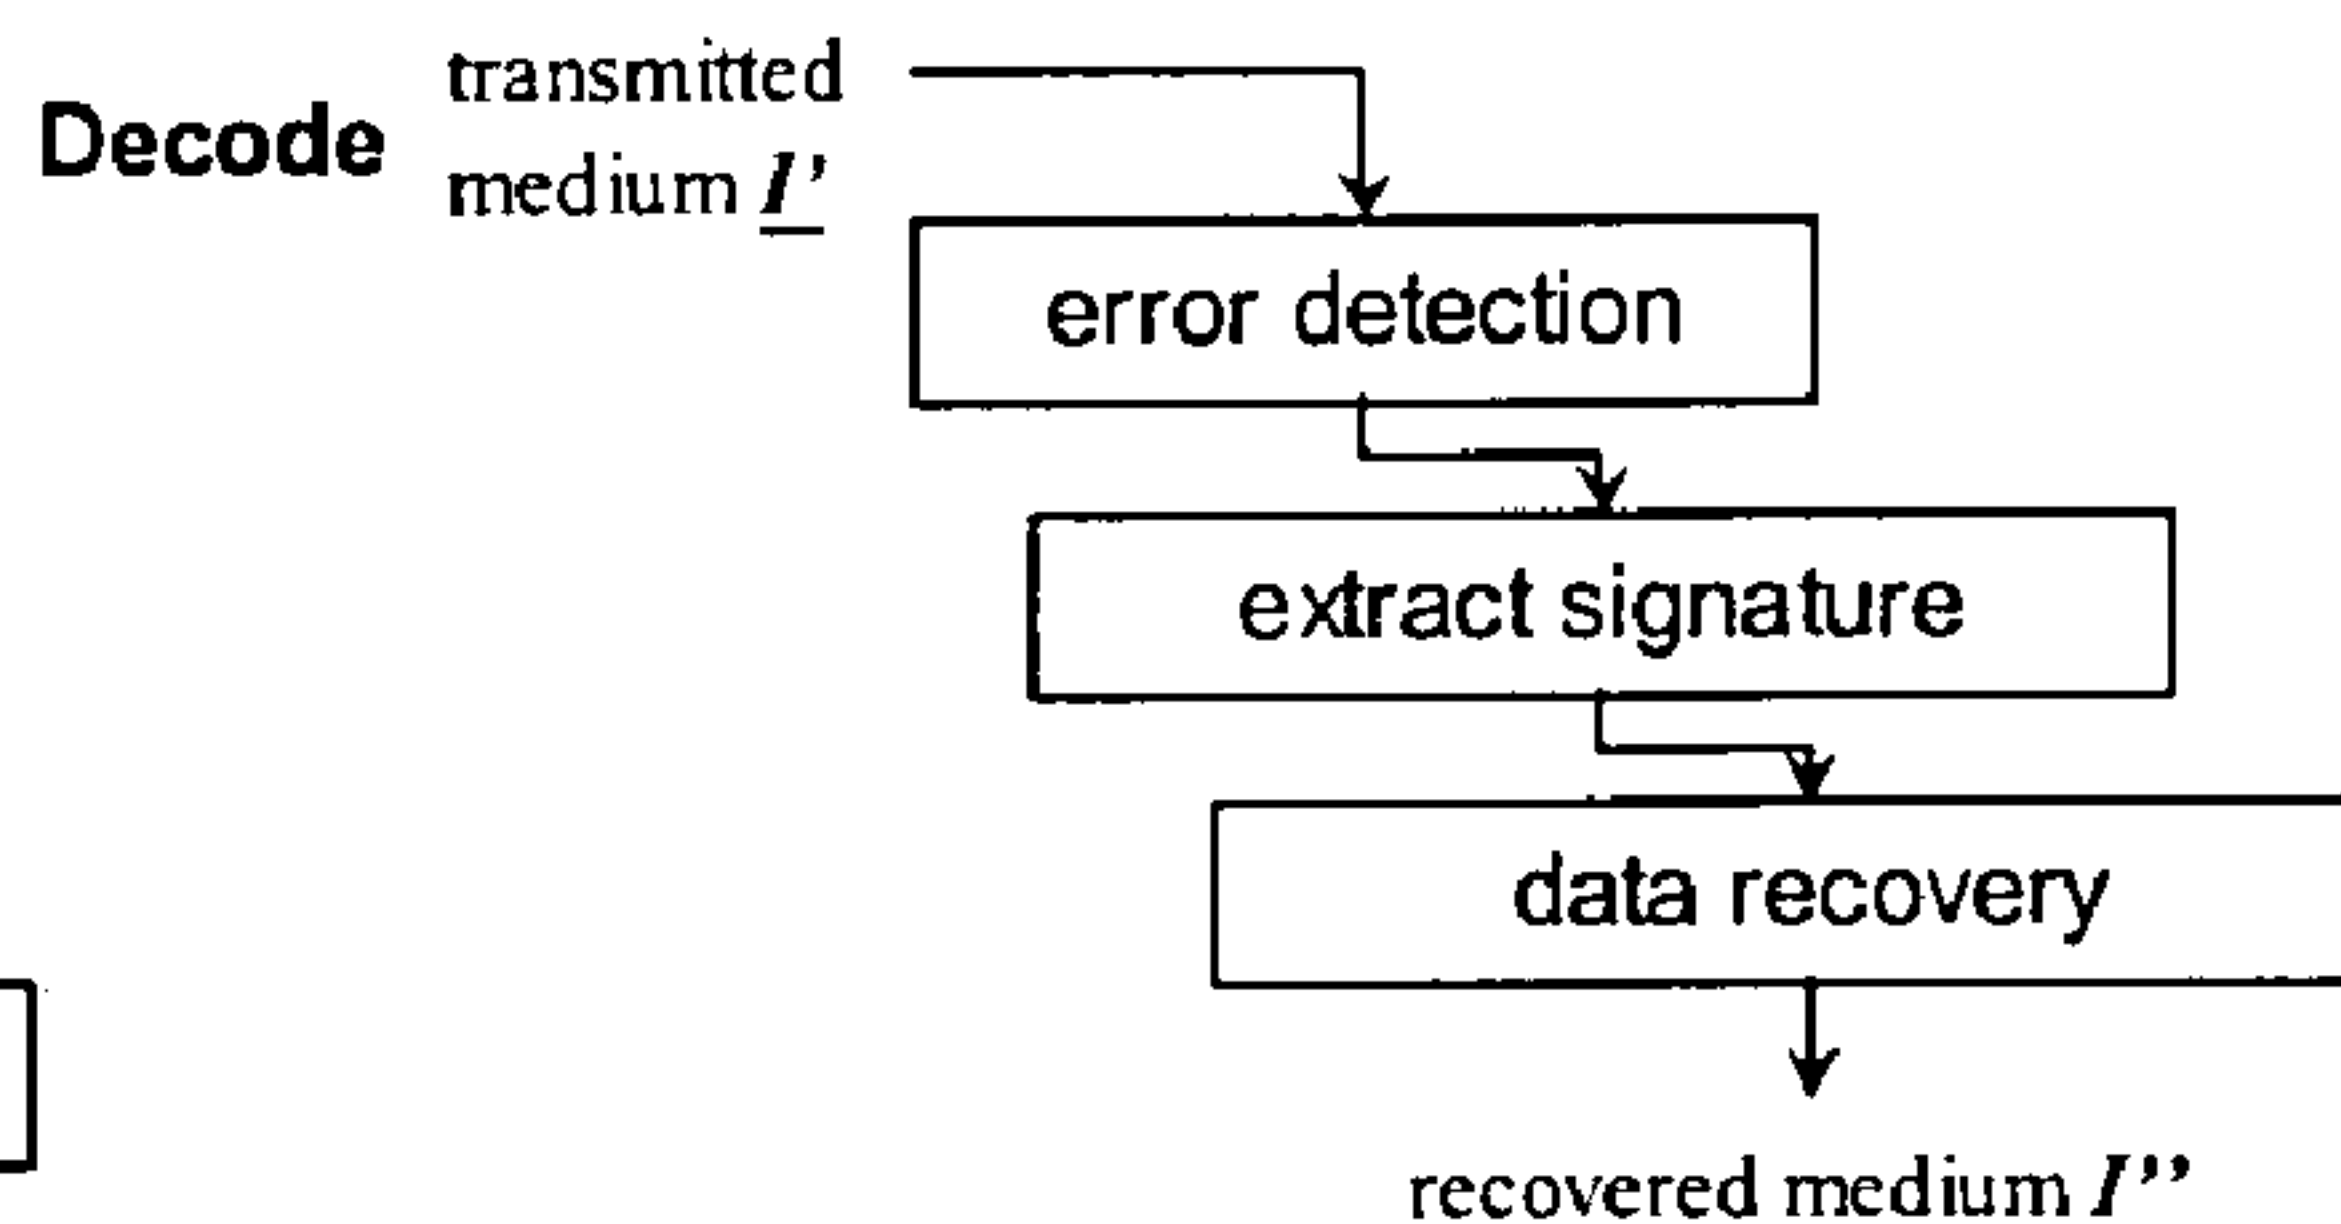 Decode
transmitted
medium I'
error detection
extract signature
data recovery
recovered medium I''